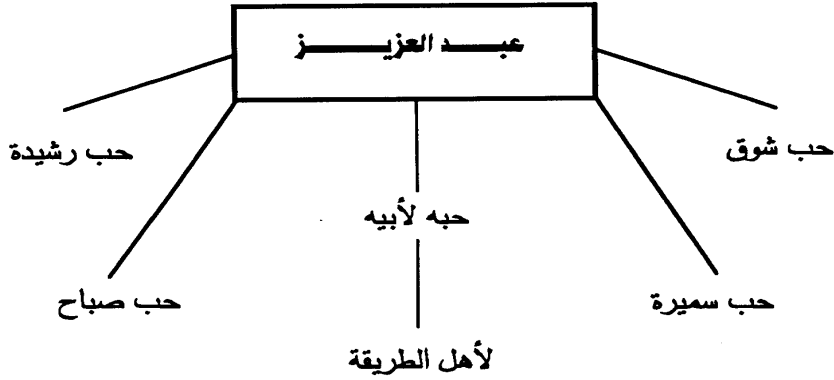 عبد العزيز
حب شوق
حب رشيدة
حبه لأبيه
حب سميرة
حب صباح
لأهل الطريقة